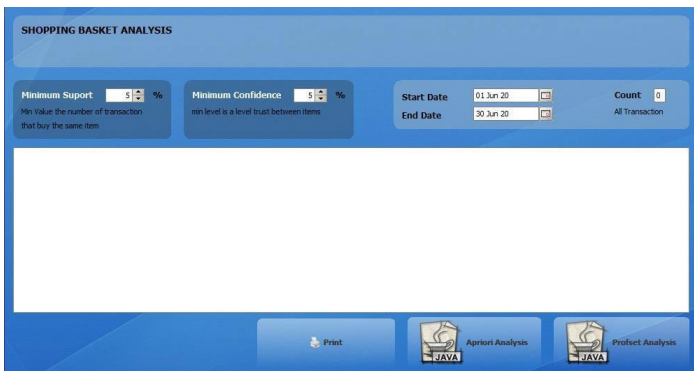 SHOPPING BASKET ANALYSIS
Minimum Suport 5 %
Min Value the number of transaction
that buy the same item
Minimum Confidence 5 %
min level is a level trust between items
Start Date 01 Jun 20
End Date 30 Jun 20
Count 0
All Transaction
Print
JAVA Apriori Analysis
JAVA Profset Analysis